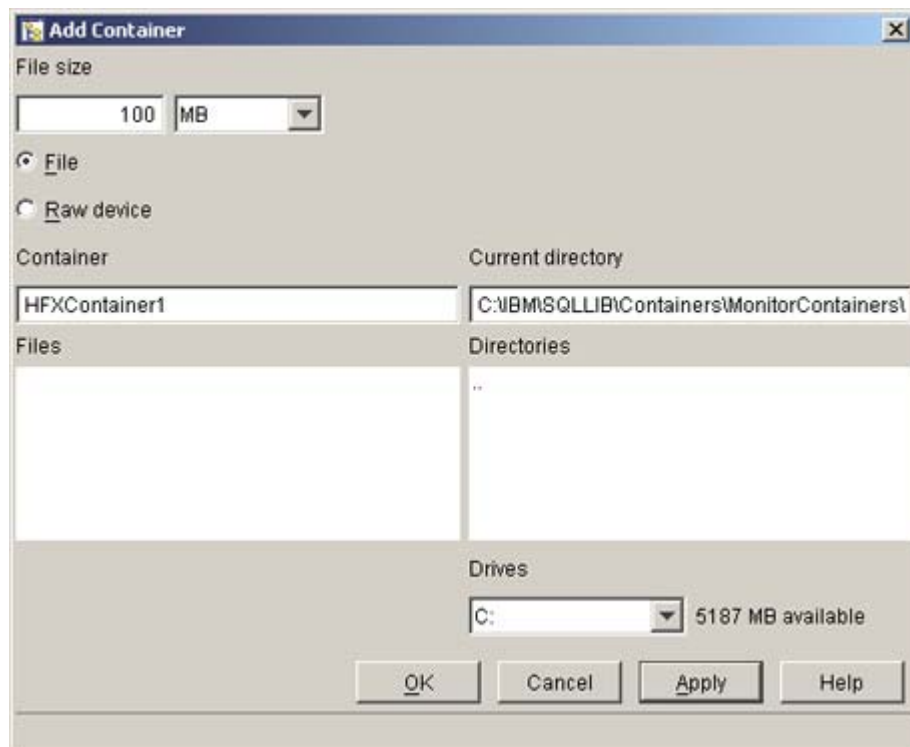 Add Container
File size
100 MB
File
Raw device
Container
Current directory
HFXContainer1
C:\IBM\SQLLIB\Containers\MonitorContainers\
Files
Directories
..
Drives
C: 5187 MB available
OK Cancel Apply Help